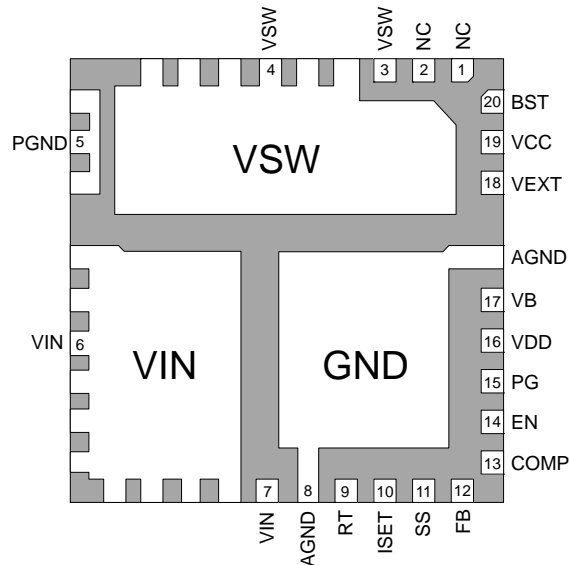 VSW
VSW
NC
NC
4
3
2
1
20
BST
PGND
5
19
VCC
VSW
18
VEXT
AGND
17
VB
VIN
6
16
VDD
VIN
GND
15
PG
14
EN
13
COMP
7
8
9
10
11
12
VIN
AGND
RT
ISET
SS
FB